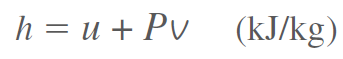 h = u + Pv (kJ/kg)